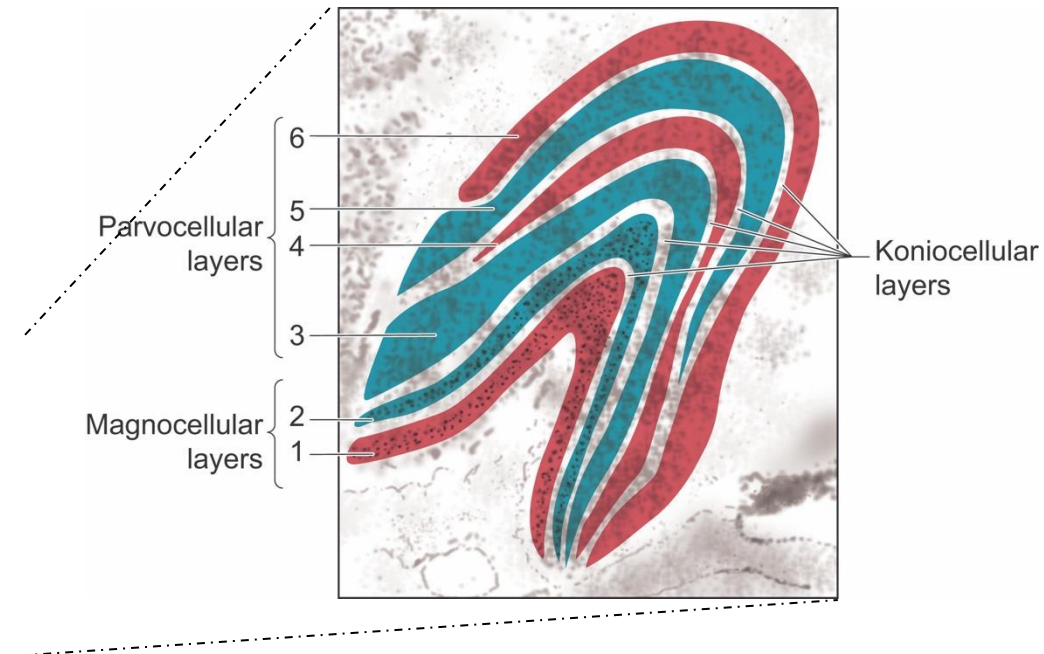 6
5
Parvocellular
layers
4
3
Koniocellular
layers
2
Magnocellular
layers
1